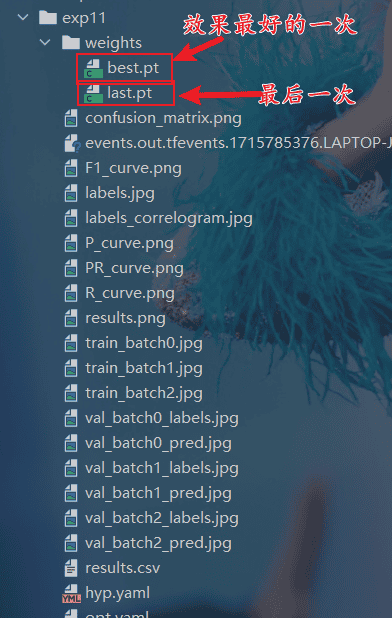 exp11
效果最好的一次
weights
best.pt
last.pt
最后一次
confusion_matrix.png
events.out.tfevents.1715785376.LAPTOP-J
F1_curve.png
labels.jpg
labels_correlogram.jpg
P_curve.png
PR_curve.png
R_curve.png
results.png
train_batch0.jpg
train_batch1.jpg
train_batch2.jpg
val_batch0_labels.jpg
val_batch0_pred.jpg
val_batch1_labels.jpg
val_batch1_pred.jpg
val_batch2_labels.jpg
val_batch2_pred.jpg
results.csv
hyp.yaml
opt.yaml